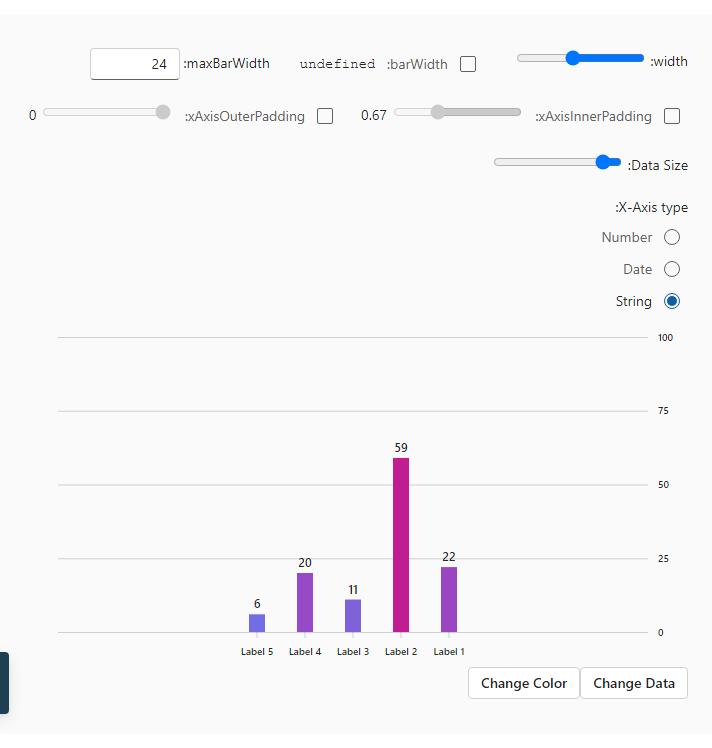 :width
:barWidth undefined
:maxBarWidth 24
:xAxisInnerPadding 0.67
:xAxisOuterPadding 0
:Data Size
:X-Axis type
Number
Date
String
100
75
50
25
0
22
59
11
20
6
Label 1
Label 2
Label 3
Label 4
Label 5
Change Data
Change Color